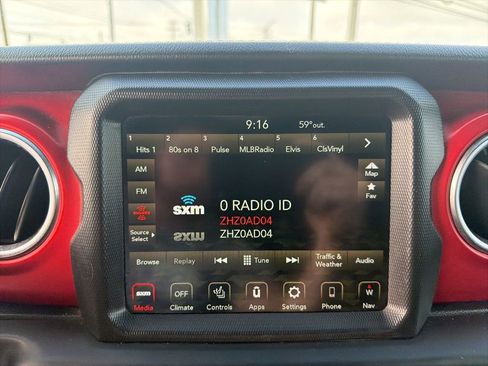 9:16 59°out.
1 2 3 4 5 6
Hits 1 80s on 8 Pulse MLBRadio Elvis ClsVinyl
AM
Map
FM
Fav
sxm
0 RADIO ID
ZHZ0AD04
ZHZ0AD04
Source
Select
Browse Replay Tune Traffic & Weather Audio
sxm OFF W
Media Climate Controls Apps Settings Phone Nav